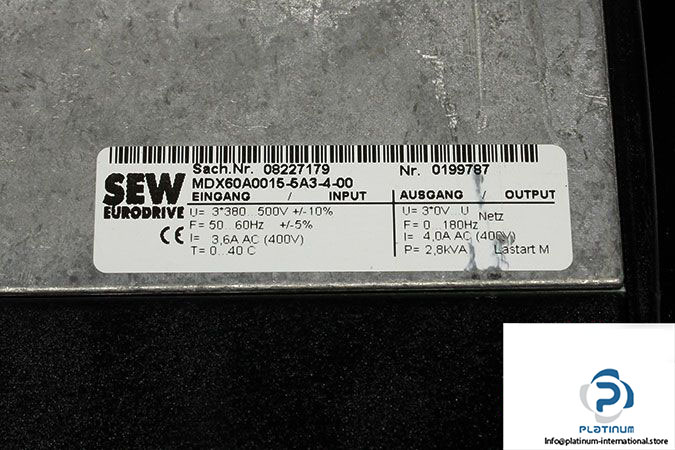 Sach.Nr. 08227179 Nr. 0199787
SEW
EURODRIVE
MDX60A0015-5A3-4-00
EINGANG / INPUT
U= 3*380...500V +/-10%
F= 50...60Hz +/-5%
I= 3,6A AC (400V)
T= 0...40 C
CE
AUSGANG / OUTPUT
U= 3*0V...U Netz
F= 0...180Hz
I= 4,0A AC (400V)
P= 2,8kVA Lastart M
PLATINUM
Info@platinum-international.store